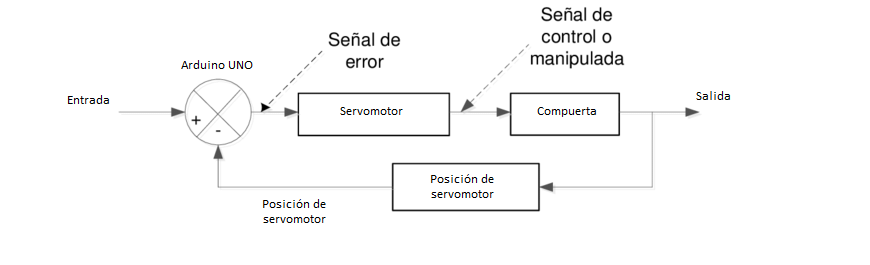 Señal de
control o
manipulada
Señal de
error
Arduino UNO
Entrada
Salida
+
-
Servomotor
Compuerta
Posición de
servomotor
Posición de
servomotor